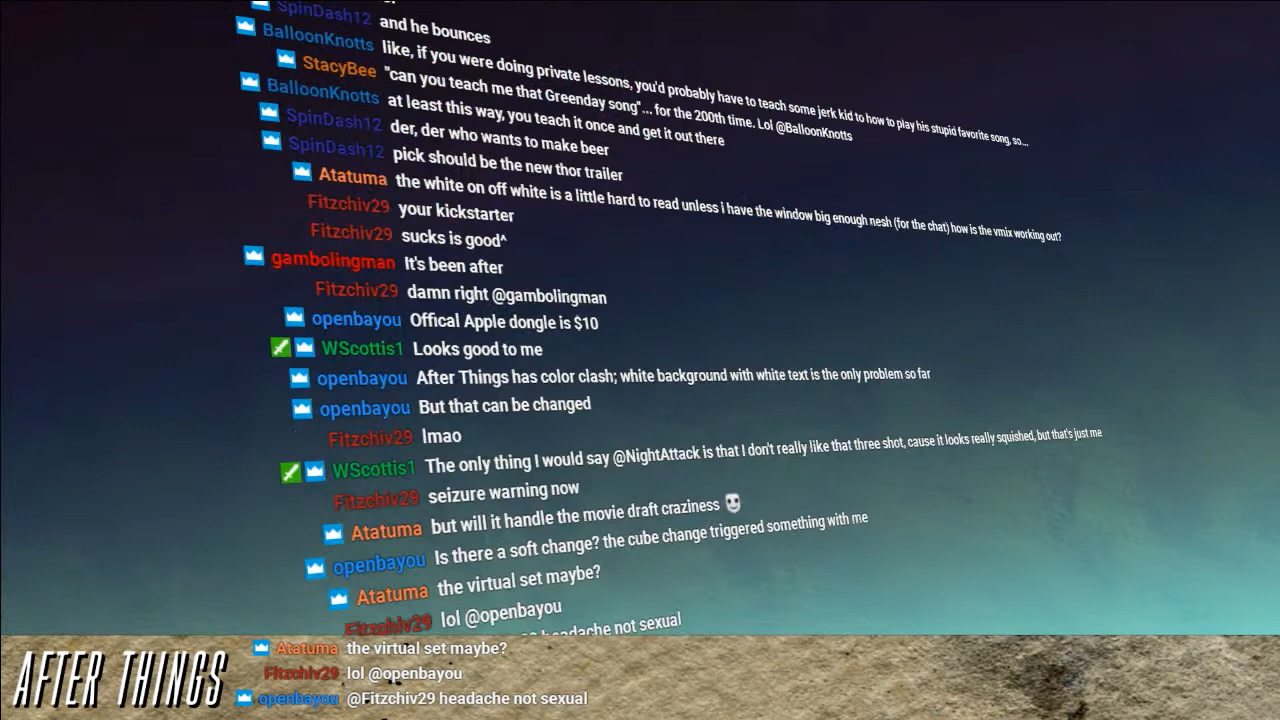 SpinDash12 and he bounces
BalloonKnotts like, if you were doing private lessons, you'd probably have to teach some jerk kid to how to play his stupid favorite song, so...
StacyBee "can you teach me that Greenday song"... for the 200th time. Lol @BalloonKnotts
BalloonKnotts at least this way, you teach it once and get it out there
SpinDash12 der, der who wants to make beer
SpinDash12 pick should be the new thor trailer
Atatuma the white on off white is a little hard to read unless i have the window big enough nesh (for the chat) how is the vmix working out?
Fitzchiv29 your kickstarter
Fitzchiv29 sucks is good^
gambolingman It's been after
Fitzchiv29 damn right @gambolingman
openbayou Offical Apple dongle is $10
WScottis1 Looks good to me
openbayou After Things has color clash; white background with white text is the only problem so far
openbayou But that can be changed
Fitzchiv29 lmao
WScottis1 The only thing I would say @NightAttack is that I don't really like that three shot, cause it looks really squished, but that's just me
Fitzchiv29 seizure warning now
Atatuma but will it handle the movie draft craziness
openbayou Is there a soft change? the cube change triggered something with me
Atatuma the virtual set maybe?
Fitzchiv29 lol @openbayou
headache not sexual
AFTER THINGS
Atatuma the virtual set maybe?
Fitzchiv29 lol @openbayou
openbayou @Fitzchiv29 headache not sexual